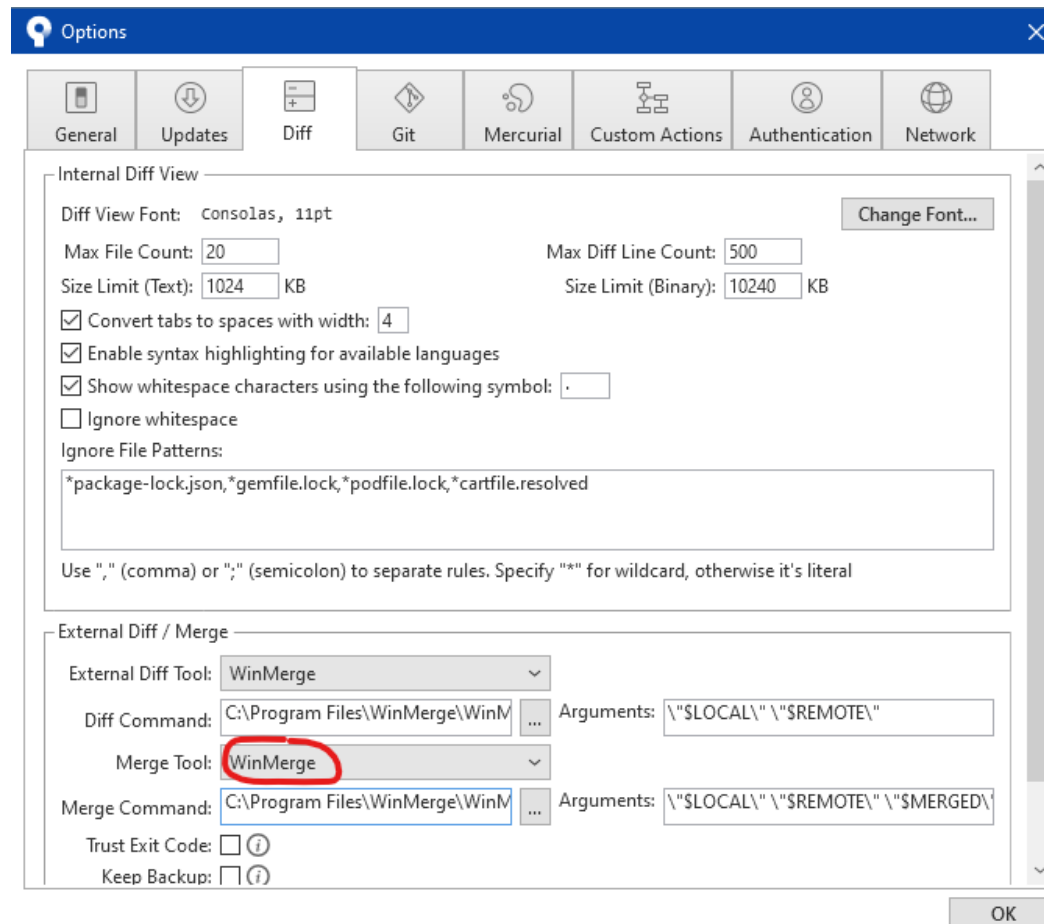 Options
General Updates Diff Git Mercurial Custom Actions Authentication Network
Internal Diff View
Diff View Font: Consolas, 11pt Change Font...
Max File Count: 20 Max Diff Line Count: 500
Size Limit (Text): 1024 KB Size Limit (Binary): 10240 KB
Convert tabs to spaces with width: 4
Enable syntax highlighting for available languages
Show whitespace characters using the following symbol: ·
Ignore whitespace
Ignore File Patterns:
*package-lock.json,*gemfile.lock,*podfile.lock,*cartfile.resolved
Use "," (comma) or ";" (semicolon) to separate rules. Specify "*" for wildcard, otherwise it's literal
External Diff / Merge
External Diff Tool: WinMerge
Diff Command: C:\Program Files\WinMerge\WinM ... Arguments: \"$LOCAL\" \"$REMOTE\"
Merge Tool: WinMerge
Merge Command: C:\Program Files\WinMerge\WinM ... Arguments: \"$LOCAL\" \"$REMOTE\" \"$MERGED\"
Trust Exit Code:
Keep Backup:
OK